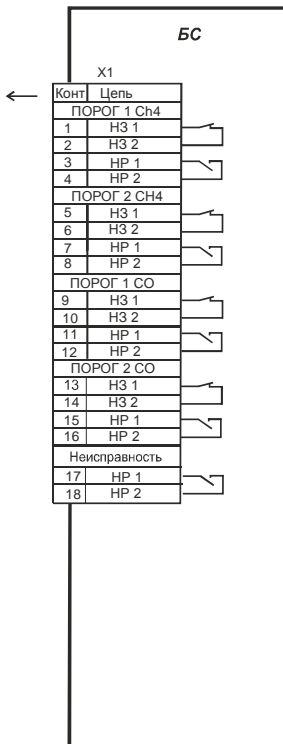 БС
X1
Конт Цепь
ПОРОГ 1 Ch4
1 НЗ 1
2 НЗ 2
3 НР 1
4 НР 2
ПОРОГ 2 CH4
5 НЗ 1
6 НЗ 2
7 НР 1
8 НР 2
ПОРОГ 1 CO
9 НЗ 1
10 НЗ 2
11 НР 1
12 НР 2
ПОРОГ 2 CO
13 НЗ 1
14 НЗ 2
15 НР 1
16 НР 2
Неисправность
17 НР 1
18 НР 2